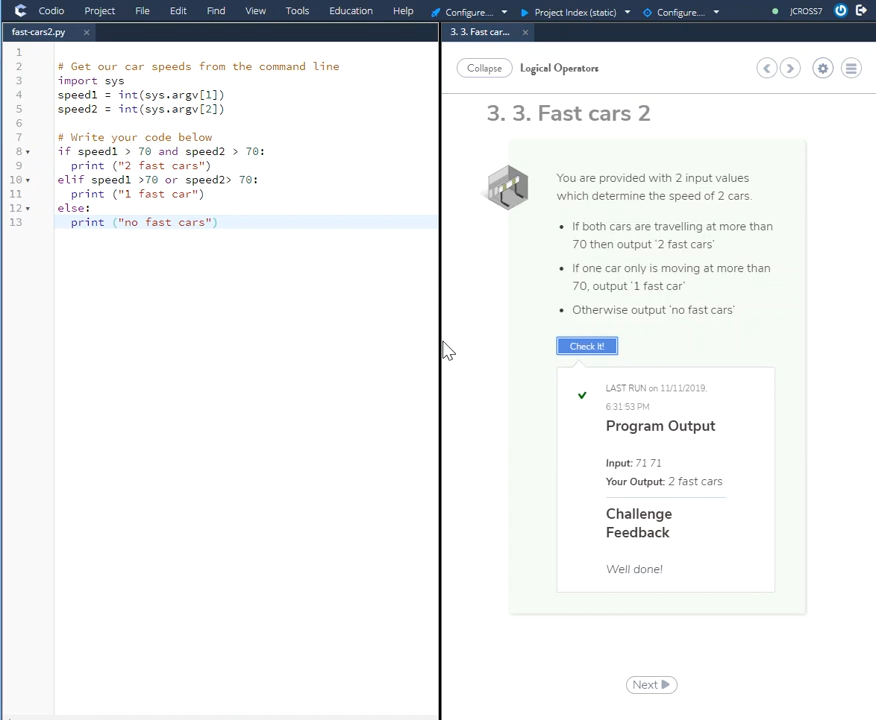 Codio Project File Edit Find View Tools Education Help Configure.... Project Index (static) Configure.... JCROSS7
fast-cars2.py × 3. 3. Fast car... ×
Collapse Logical Operators
3. 3. Fast cars 2
1
2 # Get our car speeds from the command line
3 import sys
4 speed1 = int(sys.argv[1])
5 speed2 = int(sys.argv[2])
6
7 # Write your code below
8 if speed1 > 70 and speed2 > 70:
9 print ("2 fast cars")
10 elif speed1 >70 or speed2> 70:
11 print ("1 fast car")
12 else:
13 print ("no fast cars")
You are provided with 2 input values
which determine the speed of 2 cars.
• If both cars are travelling at more than
70 then output ‘2 fast cars’
• If one car only is moving at more than
70, output ‘1 fast car’
• Otherwise output ‘no fast cars’
Check It!
LAST RUN on 11/11/2019,
6:31:53 PM
Program Output
Input: 71 71
Your Output: 2 fast cars
Challenge
Feedback
Well done!
Next